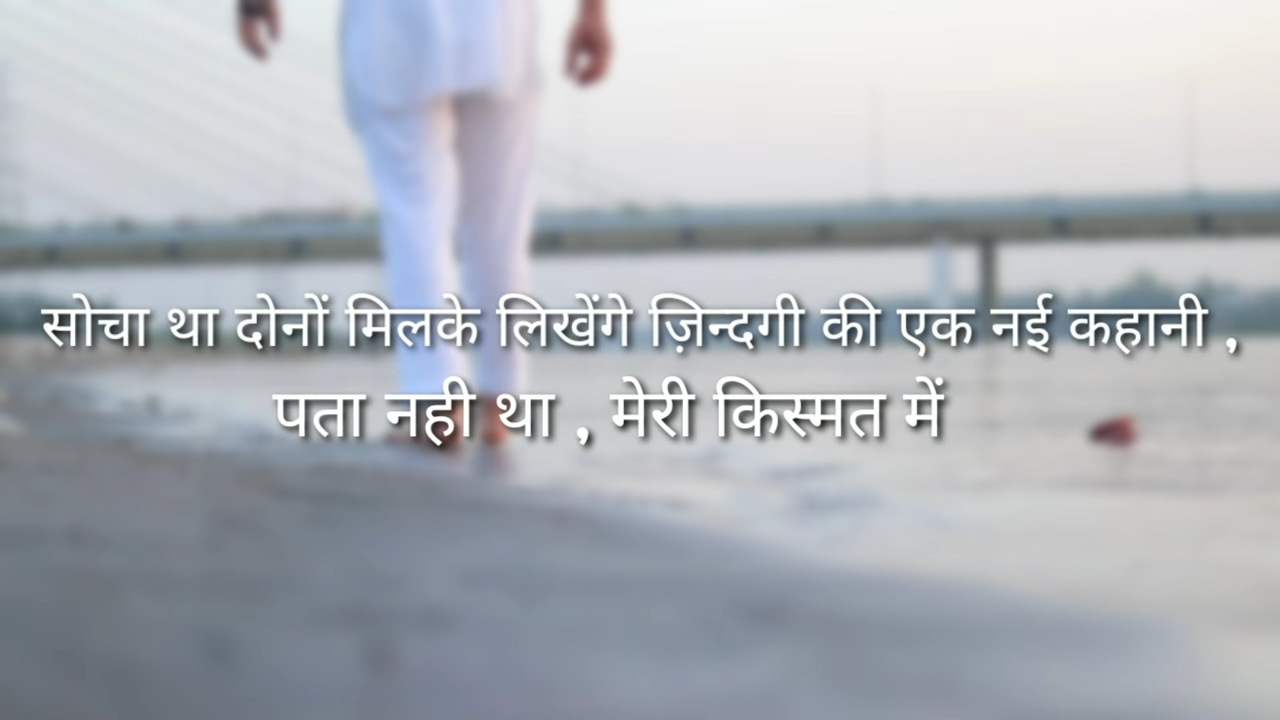 सोचा था दोनों मिलके लिखेंगे ज़िन्दगी की एक नई कहानी ,
पता नही था , मेरी किस्मत में